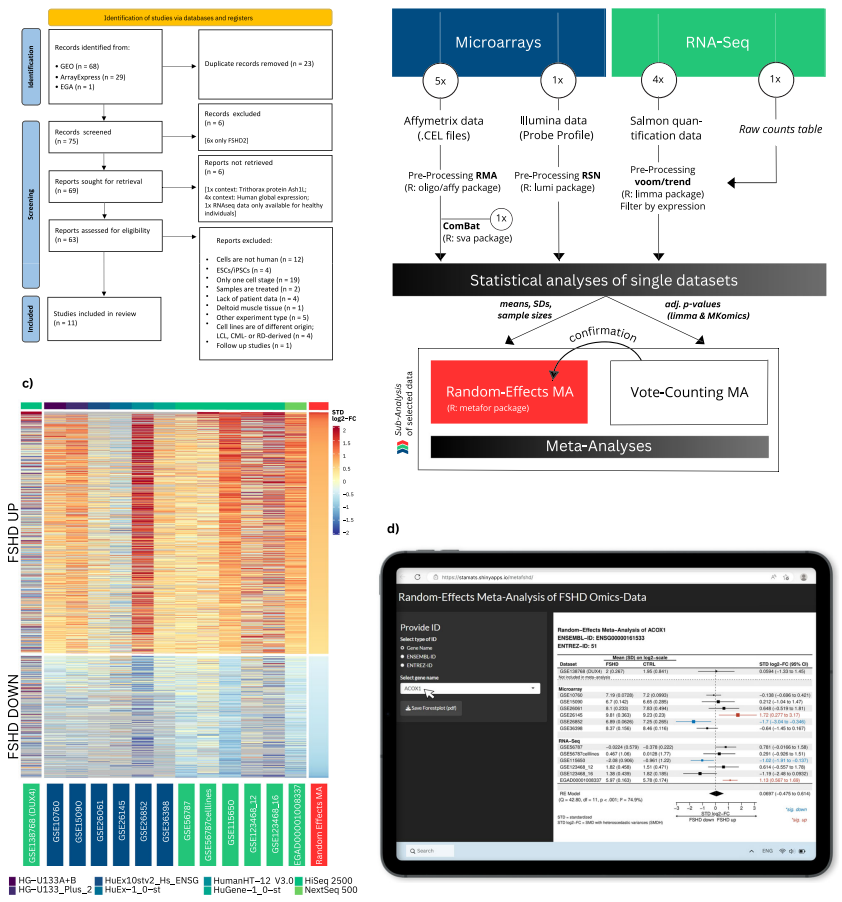 Identification of studies via databases and registers
Identification
Records identified from:
• GEO (n = 68)
• ArrayExpress (n = 29)
• EGA (n = 1)
Duplicate records removed (n = 23)
Screening
Records screened
(n = 75)
Records excluded
(n = 6)
[6x only FSHD2]
Reports sought for retrieval
(n = 69)
Reports not retrieved
(n = 6)
[1x context: Trithorax protein Ash1L;
4x context: Human global expression;
1x RNAseq data only available for healthy
individuals]
Reports assessed for eligibility
(n = 63)
Reports excluded:
• Cells are not human (n = 12)
• ESCs/iPSCs (n = 4)
• Only one cell stage (n = 19)
• Samples are treated (n = 2)
• Lack of patient data (n = 4)
• Deltoid muscle tissue (n = 1)
• Other experiment type (n = 5)
• Cell lines are of different origin;
LCL, CML- or RD-derived (n = 4)
• Follow up studies (n = 1)
Included
Studies included in review
(n = 11)
Microarrays
RNA-Seq
5x
1x
4x
1x
Affymetrix data
(.CEL files)
Illumina data
(Probe Profile)
Salmon quan-
tification data
Raw counts table
Pre-Processing RMA
(R: oligo/affy package)
Pre-Processing RSN
(R: lumi package)
Pre-Processing
voom/trend
(R: limma package)
Filter by expression
ComBat
(R: sva package)
1x
Statistical analyses of single datasets
means, SDs,
sample sizes
adj. p-values
(limma & MKomics)
confirmation
Sub-Analysis
of selected data
Random-Effects MA
(R: metafor package)
Vote-Counting MA
Meta-Analyses
c)
STD
log2-FC
2
1.5
1
0.5
0
−0.5
−1
−1.5
−2
FSHD UP
FSHD DOWN
GSE138768 (DUX4)
GSE10760
GSE15090
GSE26061
GSE26145
GSE26852
GSE36398
GSE56787
GSE56787celllines
GSE115650
GSE123468_12
GSE123468_16
EGAD00001008337
Random Effects MA
HG-U133A+B
HuEx10stv2_Hs_ENSG
HumanHT-12 V3.0
HiSeq 2500
HG-U133_Plus_2
HuEx-1_0-st
HuGene-1_0-st
NextSeq 500
d)
https://stamats.shinyapps.io/metafshd/
Random-Effects Meta-Analysis of FSHD Omics-Data
Provide ID
Select type of ID
Gene Name
ENSEMBL-ID
ENTREZ-ID
Select gene name
ACOX1
Save Forestplot (pdf)
Random-Effects Meta-Analysis of ACOX1
ENSEMBL-ID: ENSG00000161533
ENTREZ-ID: 51
Mean (SD) on log2-scale
Dataset FSHD CTRL STD log2-FC (95% CI)
GSE138768 (DUX4) 2 (0.267) 1.95 (0.841) 0.0594 (−1.33 to 1.45)
Not included in meta-analysis
Microarray
GSE10760 7.19 (0.0728) 7.2 (0.0993) −0.138 (−0.696 to 0.421)
GSE15090 6.7 (0.142) 6.65 (0.285) 0.212 (−1.04 to 1.47)
GSE26061 8.1 (0.233) 7.93 (0.494) 0.648 (−0.519 to 1.81)
GSE26145 9.81 (0.363) 9.23 (0.23) 1.72 (0.277 to 3.17)
GSE26852 6.89 (0.0626) 7.25 (0.268) −1.7 (−3.04 to −0.346)
GSE36398 8.37 (0.156) 8.46 (0.116) −0.64 (−1.45 to 0.167)
RNA-Seq
GSE56787 −0.0224 (0.579) −0.378 (0.222) 0.781 (−0.0166 to 1.58)
GSE56787celllines 0.467 (1.06) 0.0128 (1.77) 0.291 (−0.926 to 1.51)
GSE115650 −2.08 (0.906) −0.961 (1.22) −1.02 (−1.91 to −0.137)
GSE123468_12 1.82 (0.458) 1.51 (0.471) 0.614 (−0.557 to 1.78)
GSE123468_16 1.38 (0.439) 1.82 (0.185) −1.19 (−2.46 to 0.0932)
EGAD00001008337 5.97 (0.163) 5.78 (0.174) 1.13 (0.567 to 1.69)
RE Model 0.0697 (−0.475 to 0.614)
(Q = 42.80, df = 11, p = .001; I² = 74.9%)
−3 −2 −1 0 1 2 3
STD log2-FC
FSHD down FSHD up
*sig. down
*sig. up
STD = standardised
STD log2-FC = SMD with heteroscedastic variances (SMDH)
Search
ENG